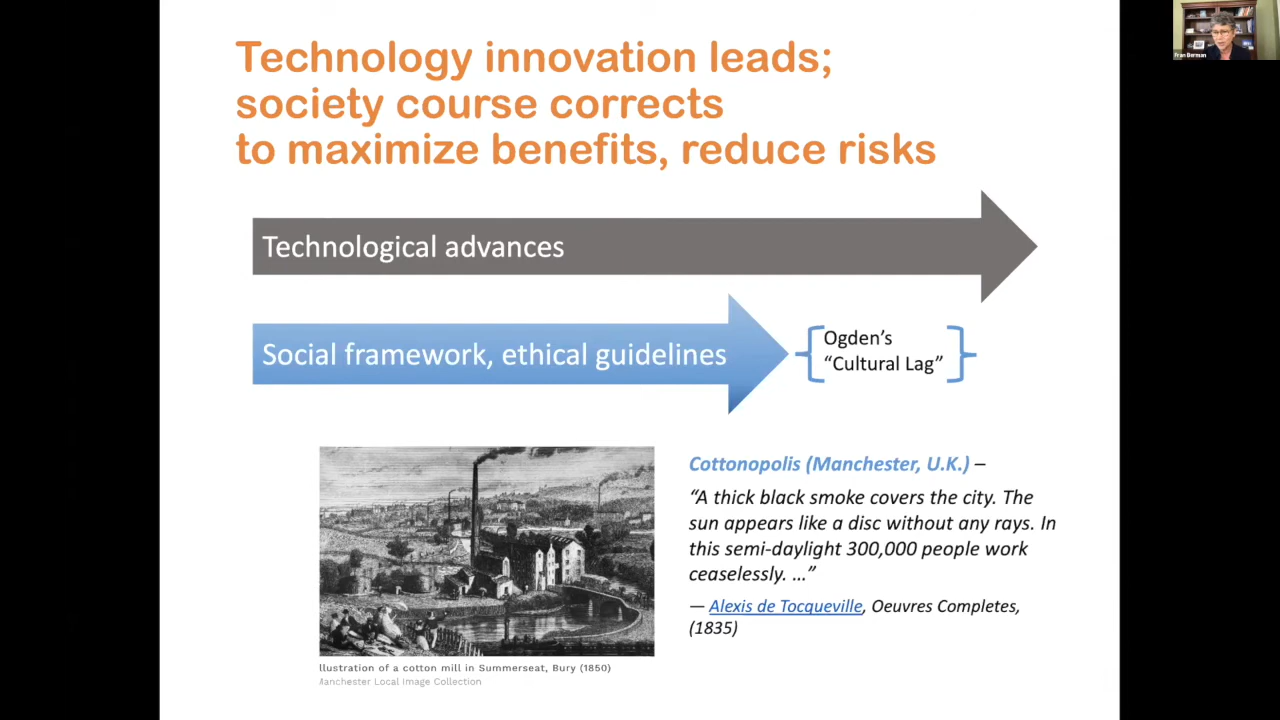 Technology innovation leads;
society course corrects
to maximize benefits, reduce risks
Technological advances
Social framework, ethical guidelines
Ogden's
"Cultural Lag"
Cottonopolis (Manchester, U.K.) –
"A thick black smoke covers the city. The
sun appears like a disc without any rays. In
this semi-daylight 300,000 people work
ceaselessly. ..."
— Alexis de Tocqueville, Oeuvres Completes,
(1835)
llustration of a cotton mill in Summerseat, Bury (1850)
anchester Local Image Collection
Fran Berman